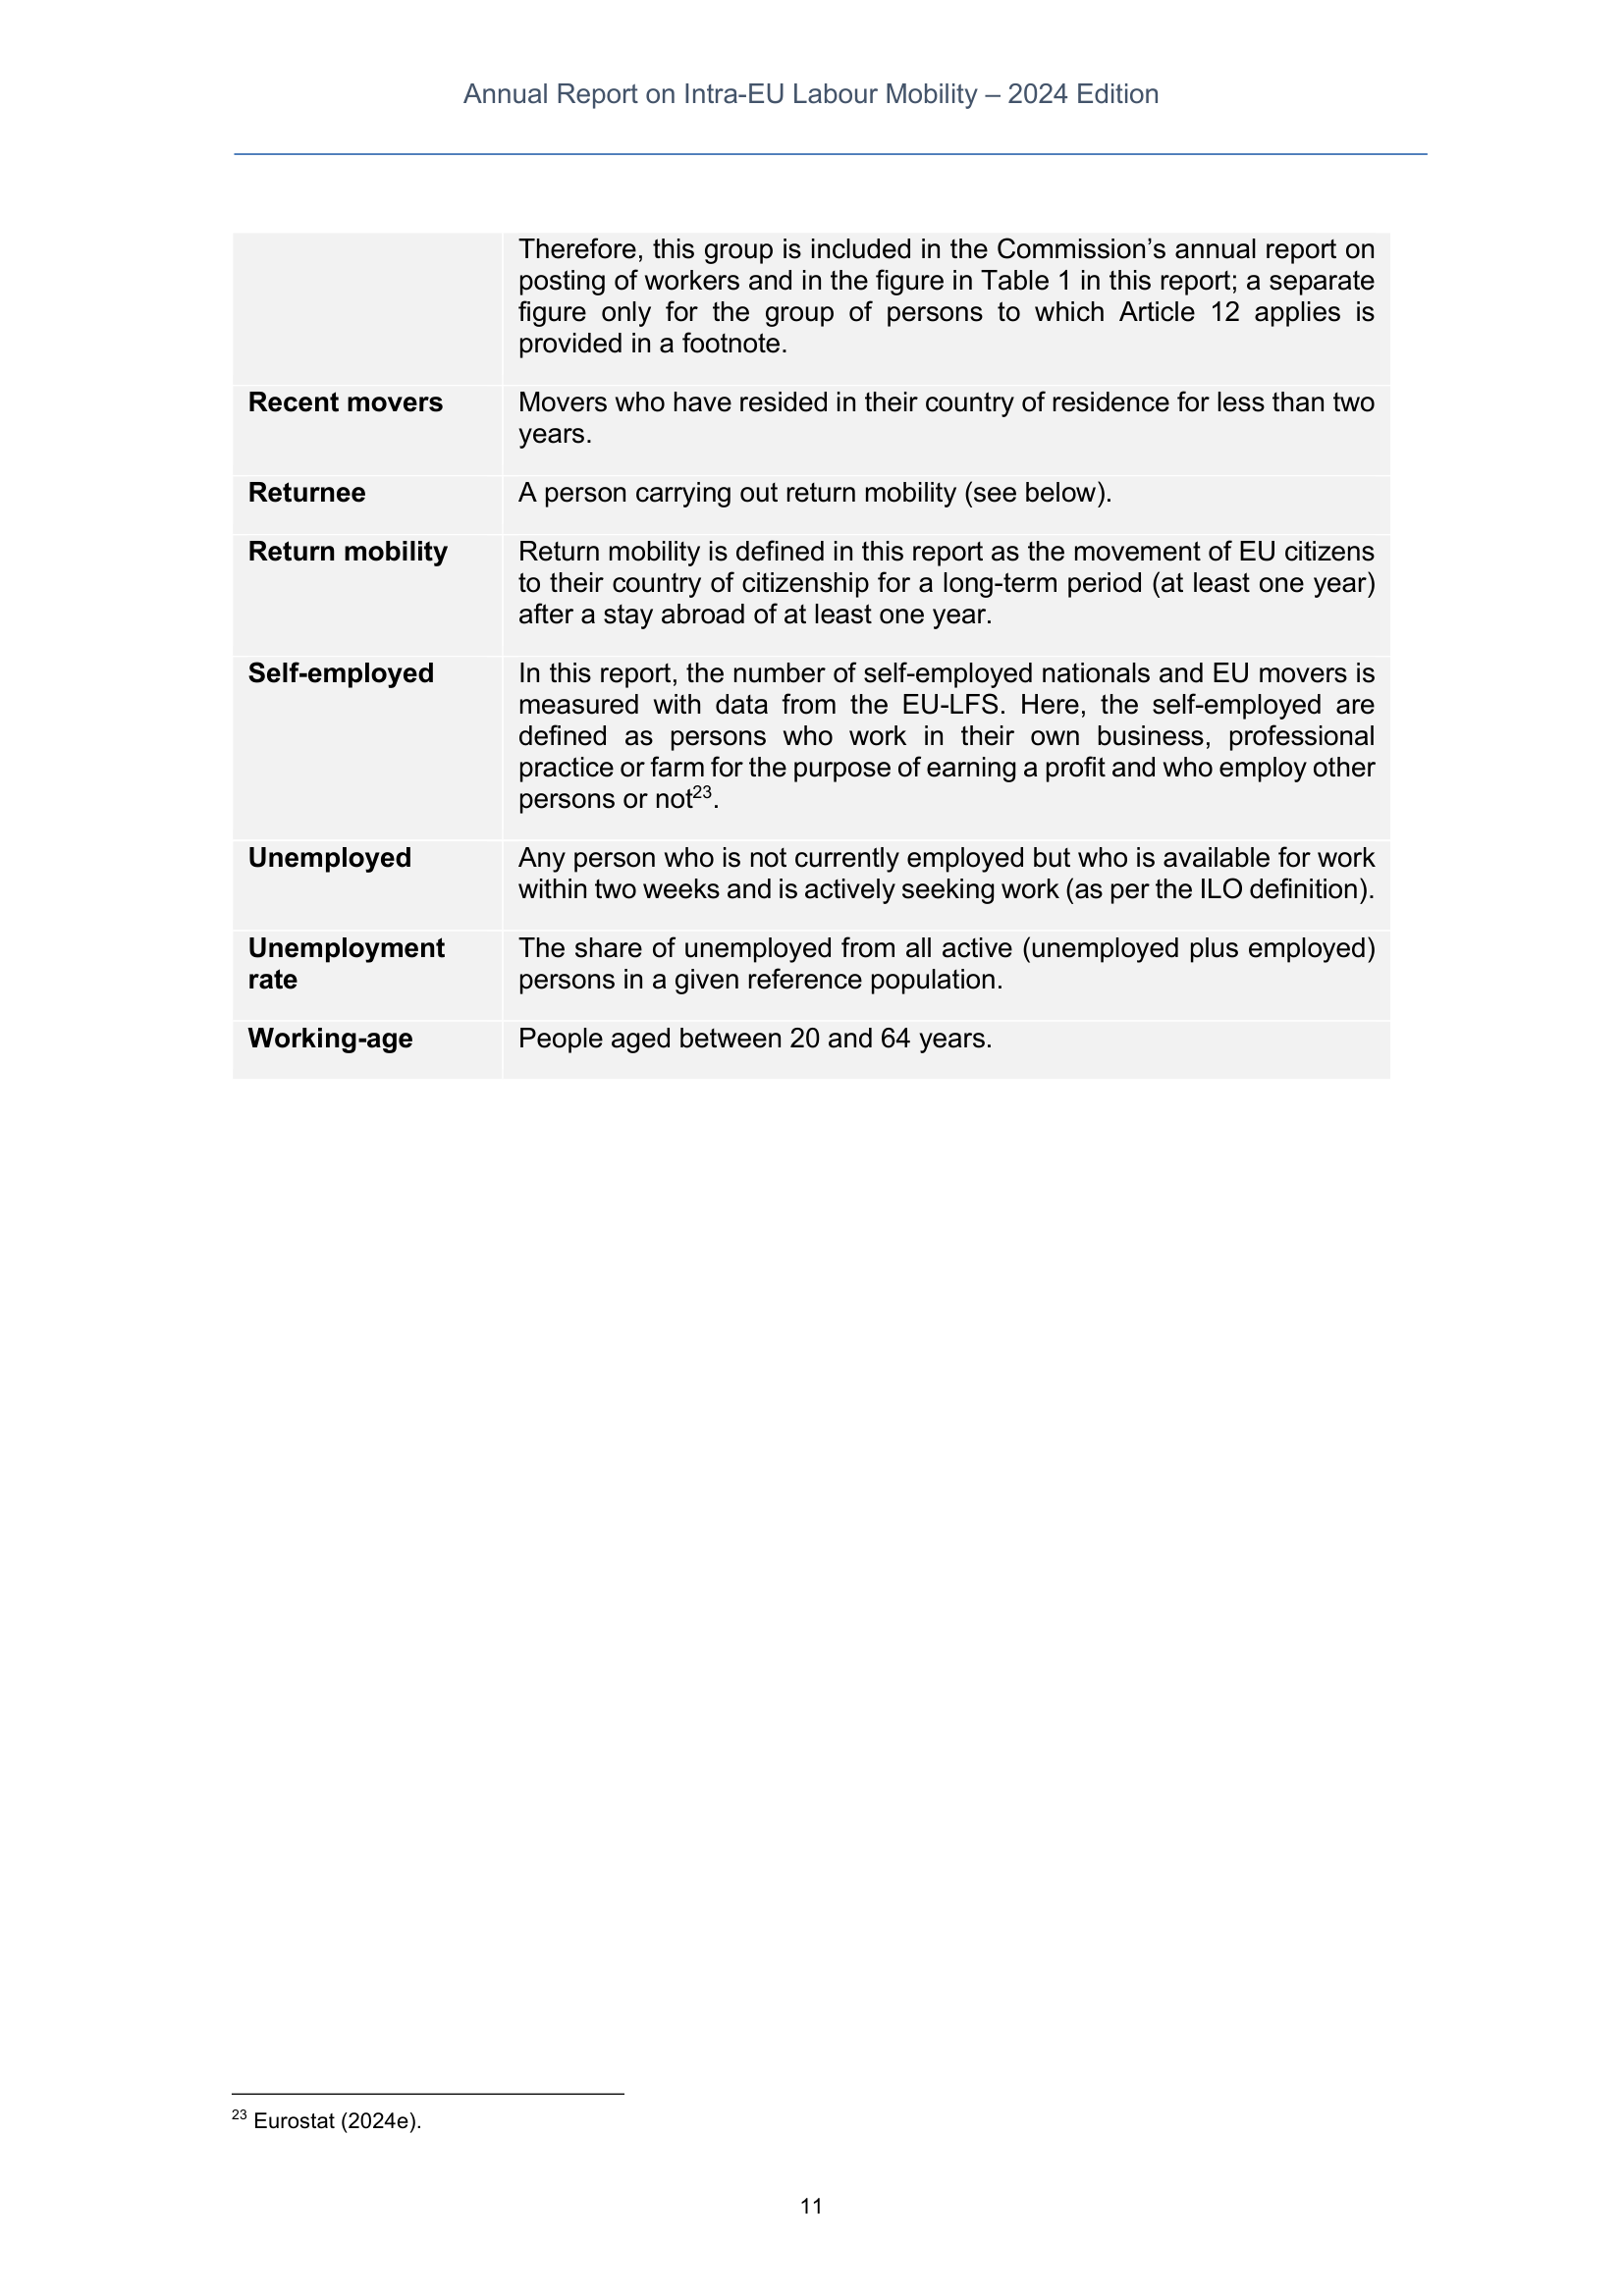 Annual Report on Intra-EU Labour Mobility – 2024 Edition
Therefore, this group is included in the Commission’s annual report on
posting of workers and in the figure in Table 1 in this report; a separate
figure only for the group of persons to which Article 12 applies is
provided in a footnote.
Recent movers
Movers who have resided in their country of residence for less than two
years.
Returnee
A person carrying out return mobility (see below).
Return mobility
Return mobility is defined in this report as the movement of EU citizens
to their country of citizenship for a long-term period (at least one year)
after a stay abroad of at least one year.
Self-employed
In this report, the number of self-employed nationals and EU movers is
measured with data from the EU-LFS. Here, the self-employed are
defined as persons who work in their own business, professional
practice or farm for the purpose of earning a profit and who employ other
persons or not23.
Unemployed
Any person who is not currently employed but who is available for work
within two weeks and is actively seeking work (as per the ILO definition).
Unemployment
rate
The share of unemployed from all active (unemployed plus employed)
persons in a given reference population.
Working-age
People aged between 20 and 64 years.
23 Eurostat (2024e).
11